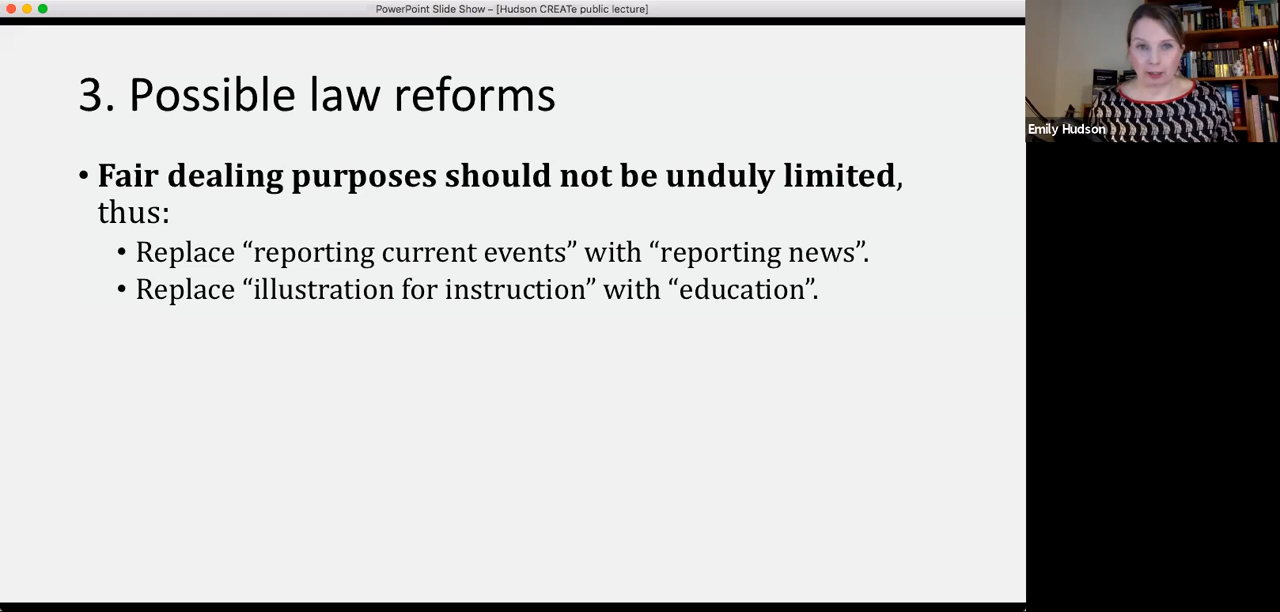 PowerPoint Slide Show – [Hudson CREATe public lecture]
3. Possible law reforms
• Fair dealing purposes should not be unduly limited,
thus:
• Replace “reporting current events” with “reporting news”.
• Replace “illustration for instruction” with “education”.
Emily Hudson